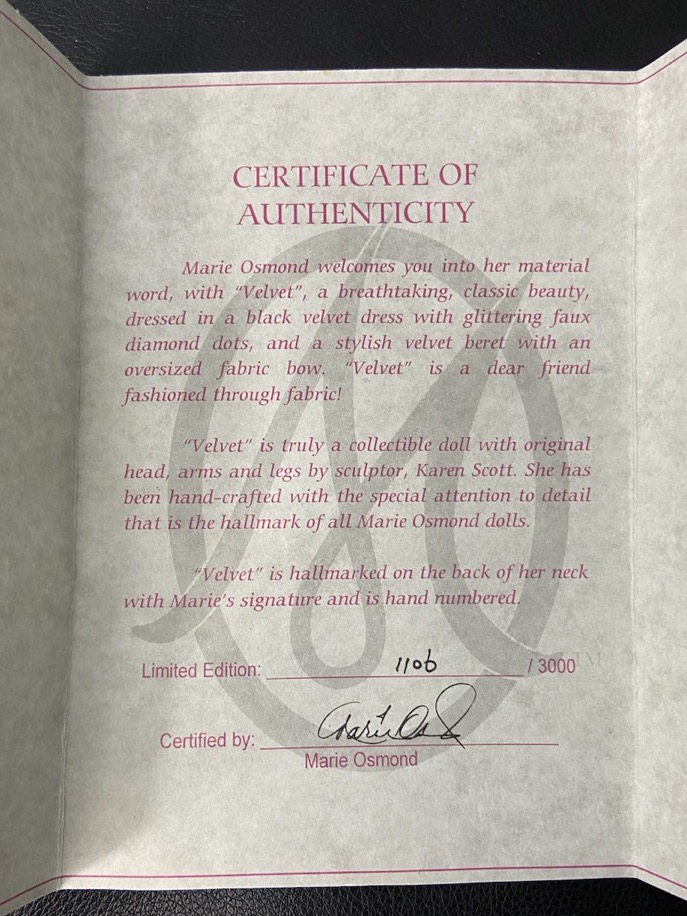 CERTIFICATE OF
AUTHENTICITY
Marie Osmond welcomes you into her material
word, with “Velvet”, a breathtaking, classic beauty,
dressed in a black velvet dress with glittering faux
diamond dots, and a stylish velvet beret with an
oversized fabric bow. “Velvet” is a dear friend
fashioned through fabric!
“Velvet” is truly a collectible doll with original
head, arms and legs by sculptor, Karen Scott. She has
been hand-crafted with the special attention to detail
that is the hallmark of all Marie Osmond dolls.
“Velvet” is hallmarked on the back of her neck
with Marie's signature and is hand numbered.
Limited Edition: 1106 / 3000 TM
Certified by: Marie Osmond
Marie Osmond